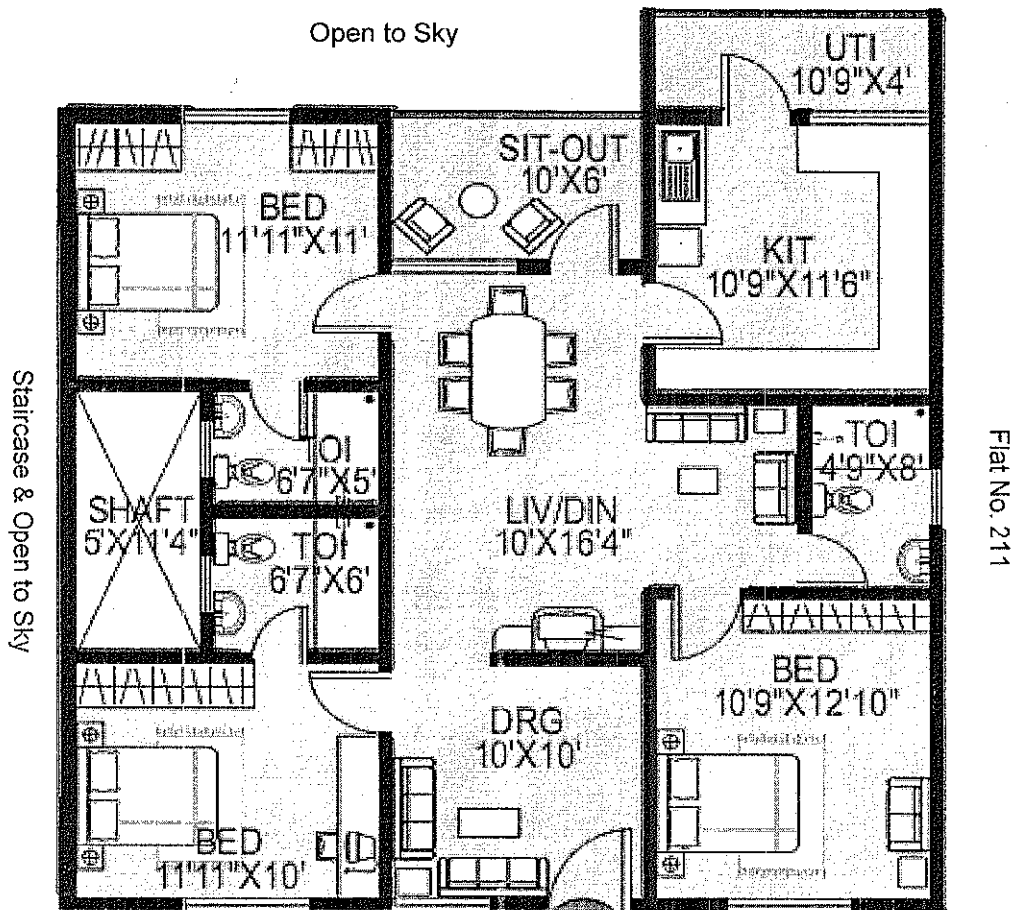 Open to Sky
UTI
10'9"X4'
SIT-OUT
10'X6'
BED
11'11"X11'
KIT
10'9"X11'6"
TOI
6'7"X5'
TOI
4'9"X8'
SHAFT
5'X11'4"
LIV/DIN
10'X16'4"
TOI
6'7"X6'
BED
10'9"X12'10"
DRG
10'X10'
BED
11'11"X10'
Staircase & Open to Sky
Flat No. 211